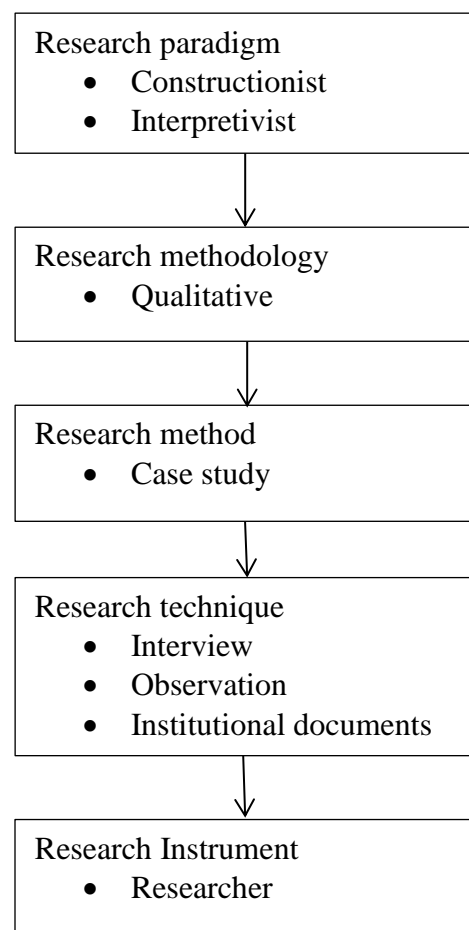 Research paradigm
• Constructionist
• Interpretivist
Research methodology
• Qualitative
Research method
• Case study
Research technique
• Interview
• Observation
• Institutional documents
Research Instrument
• Researcher